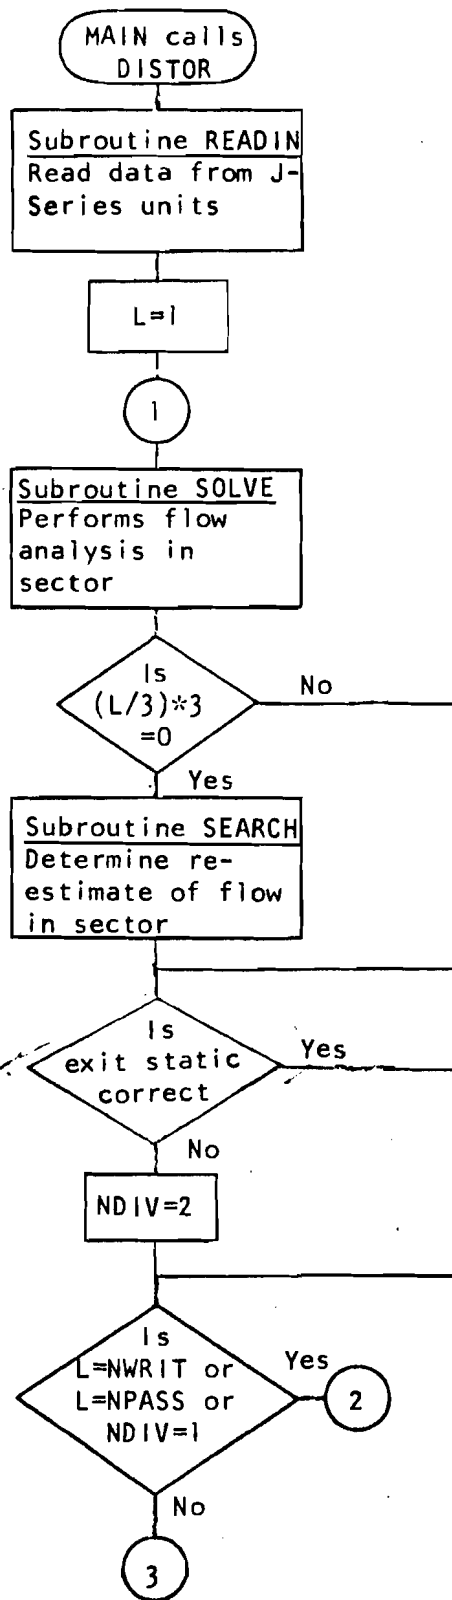 MAIN calls
DISTOR
Subroutine READIN
Read data from J-
Series units
L=1
1
Subroutine SOLVE
Performs flow
analysis in
sector
Is
(L/3)*3
=0
No
Yes
Subroutine SEARCH
Determine re-
estimate of flow
in sector
Is
exit static
correct
Yes
No
NDIV=2
Is
L=NWRIT or
L=NPASS or
NDIV=1
Yes
2
No
3